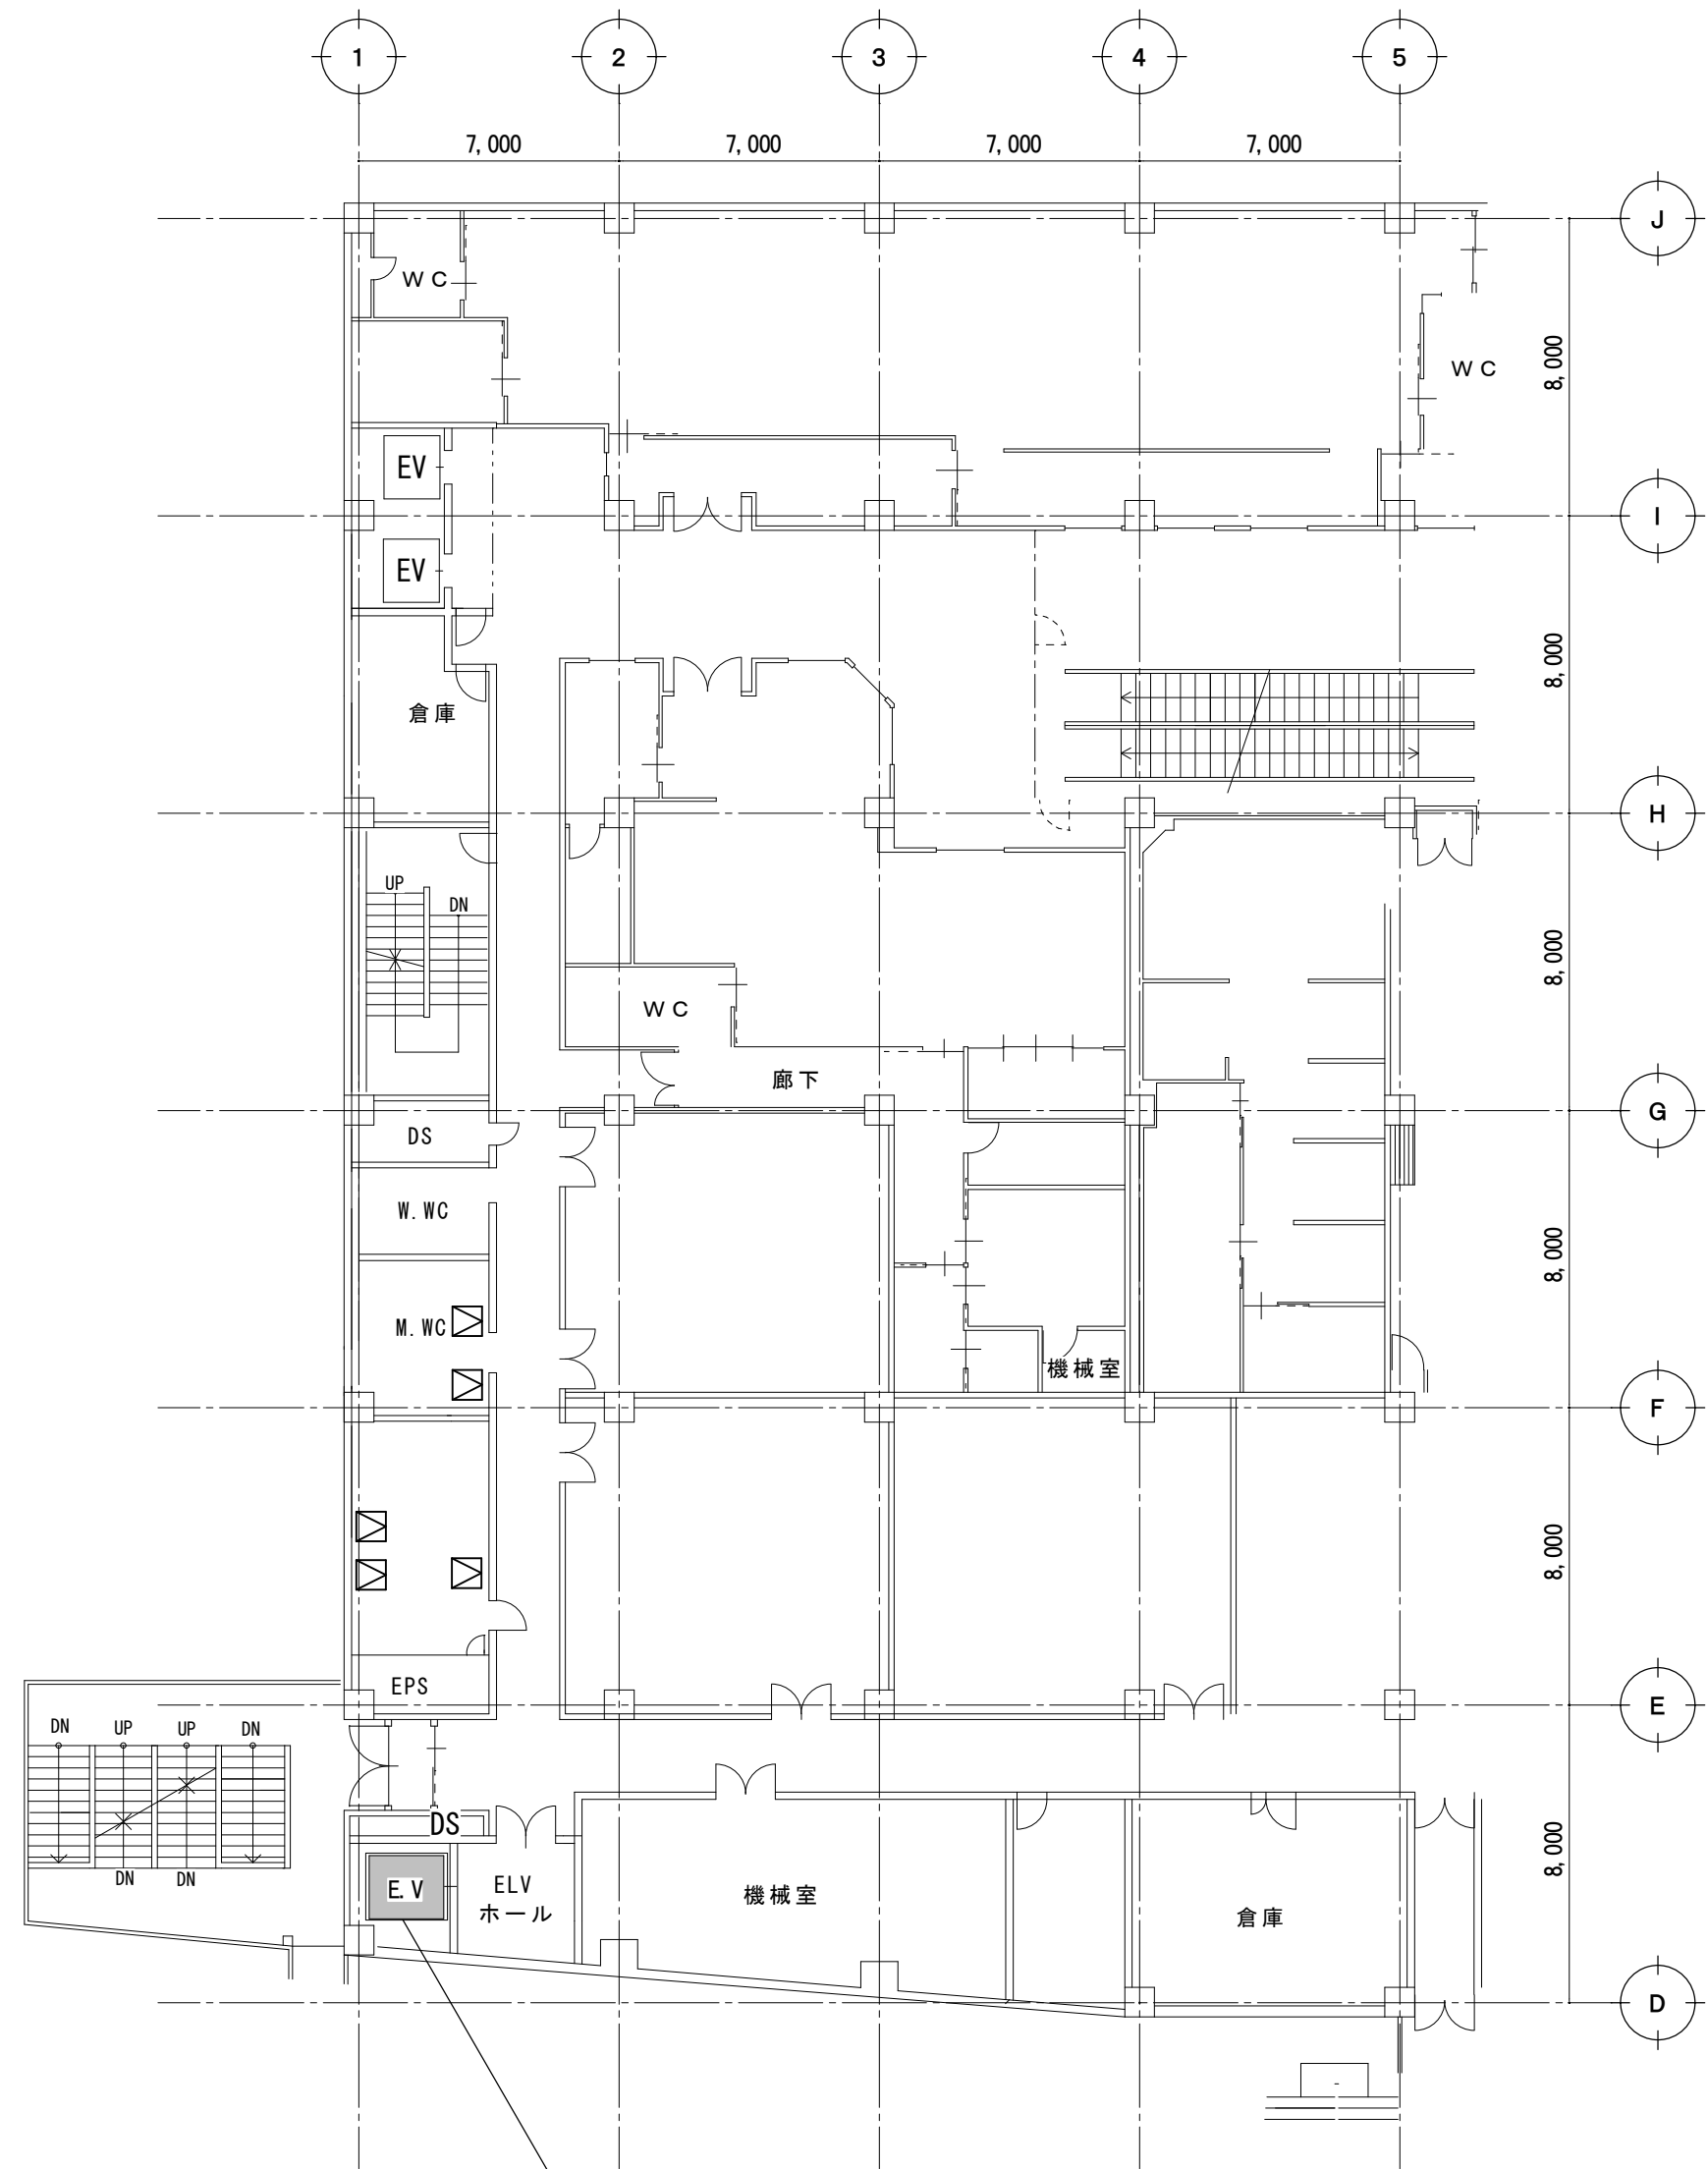 1 2 3 4 5
7,000 7,000 7,000 7,000
J
WC
8,000
WC
EV
I
EV
8,000
倉庫
H
UP
DN
8,000
WC
廊下
G
DS
W.WC
8,000
M.WC
機械室
F
8,000
EPS
E
DN UP UP DN
DS
8,000
DN DN
E.V
ELV
ホール
機械室
倉庫
D